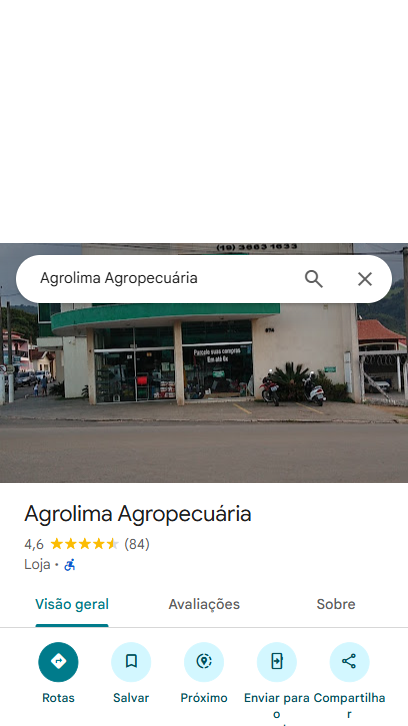 (19) 3663 1633
Agrolima Agropecuária
Parcele suas compras
Em até 6x
874
Agrolima Agropecuária
4,6 (84)
Loja ·
Visão geral Avaliações Sobre
Rotas Salvar Próximo Enviar para o Compartilhar